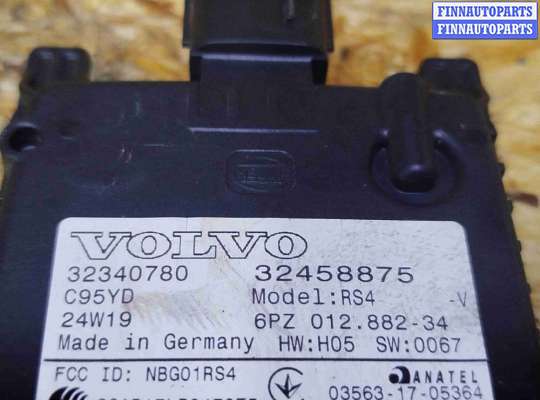 FINNAUTOPARTS
FINNAUTOPARTS
VOLVO
32340780 32458875
C95YD Model:RS4 -V
24W19 6PZ 012.882-34
Made in Germany HW:H05 SW:0067
FCC ID: NBG01RS4 ANATEL
03563-17-05364